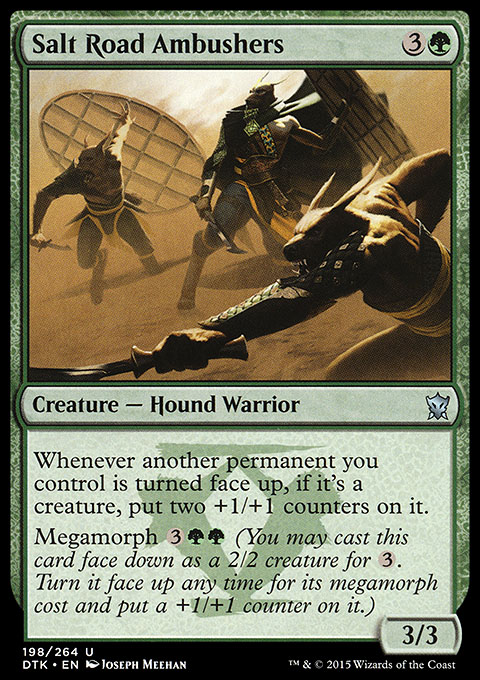 Salt Road Ambushers 3
Creature — Hound Warrior
Whenever another permanent you
control is turned face up, if it's a
creature, put two +1/+1 counters on it.
Megamorph 3 (You may cast this
card face down as a 2/2 creature for 3.
Turn it face up any time for its megamorph
cost and put a +1/+1 counter on it.)
3/3
198/264 U
DTK • EN Joseph Meehan
™ & © 2015 Wizards of the Coast